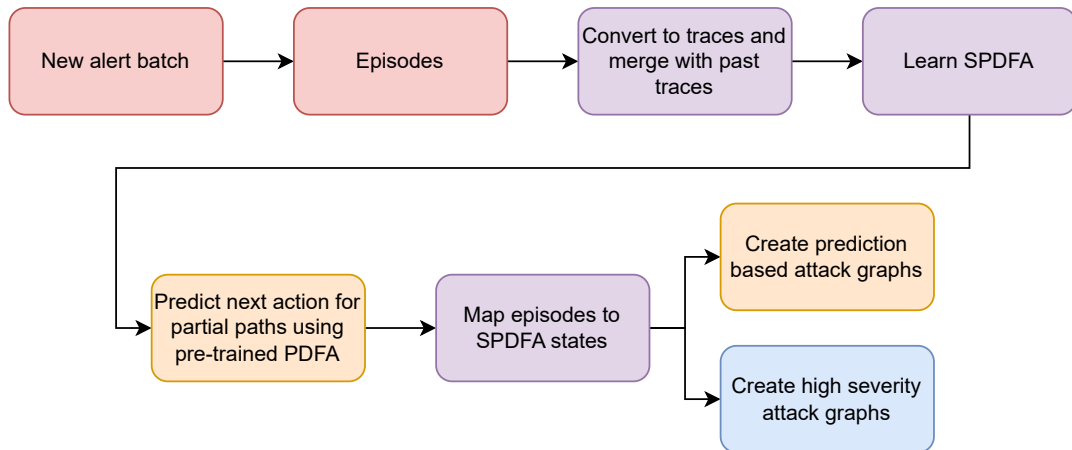 New alert batch
Episodes
Convert to traces and
merge with past
traces
Learn SPDFA
Predict next action for
partial paths using
pre-trained PDFA
Map episodes to
SPDFA states
Create prediction
based attack graphs
Create high severity
attack graphs